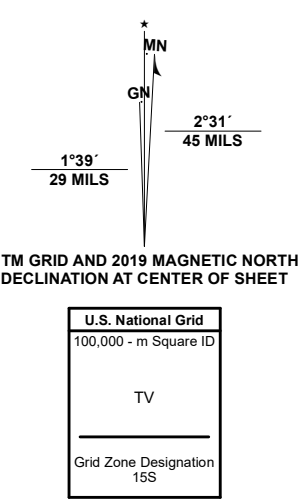 ★
MN
GN
2°31´
45 MILS
1°39´
29 MILS
TM GRID AND 2019 MAGNETIC NORTH
DECLINATION AT CENTER OF SHEET
U.S. National Grid
100,000 - m Square ID
TV
Grid Zone Designation
15S